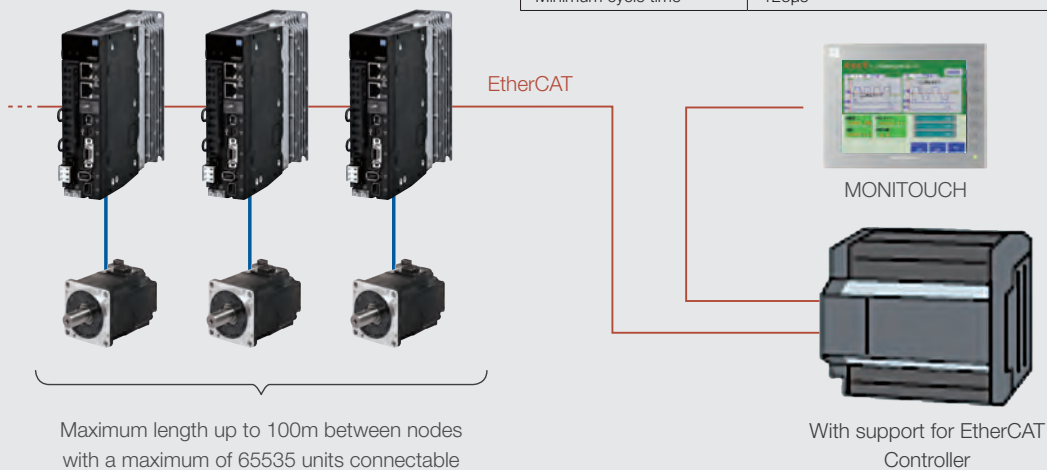 Minimum cycle time 125μs
EtherCAT
MONITOUCH
Maximum length up to 100m between nodes
with a maximum of 65535 units connectable
With support for EtherCAT
Controller